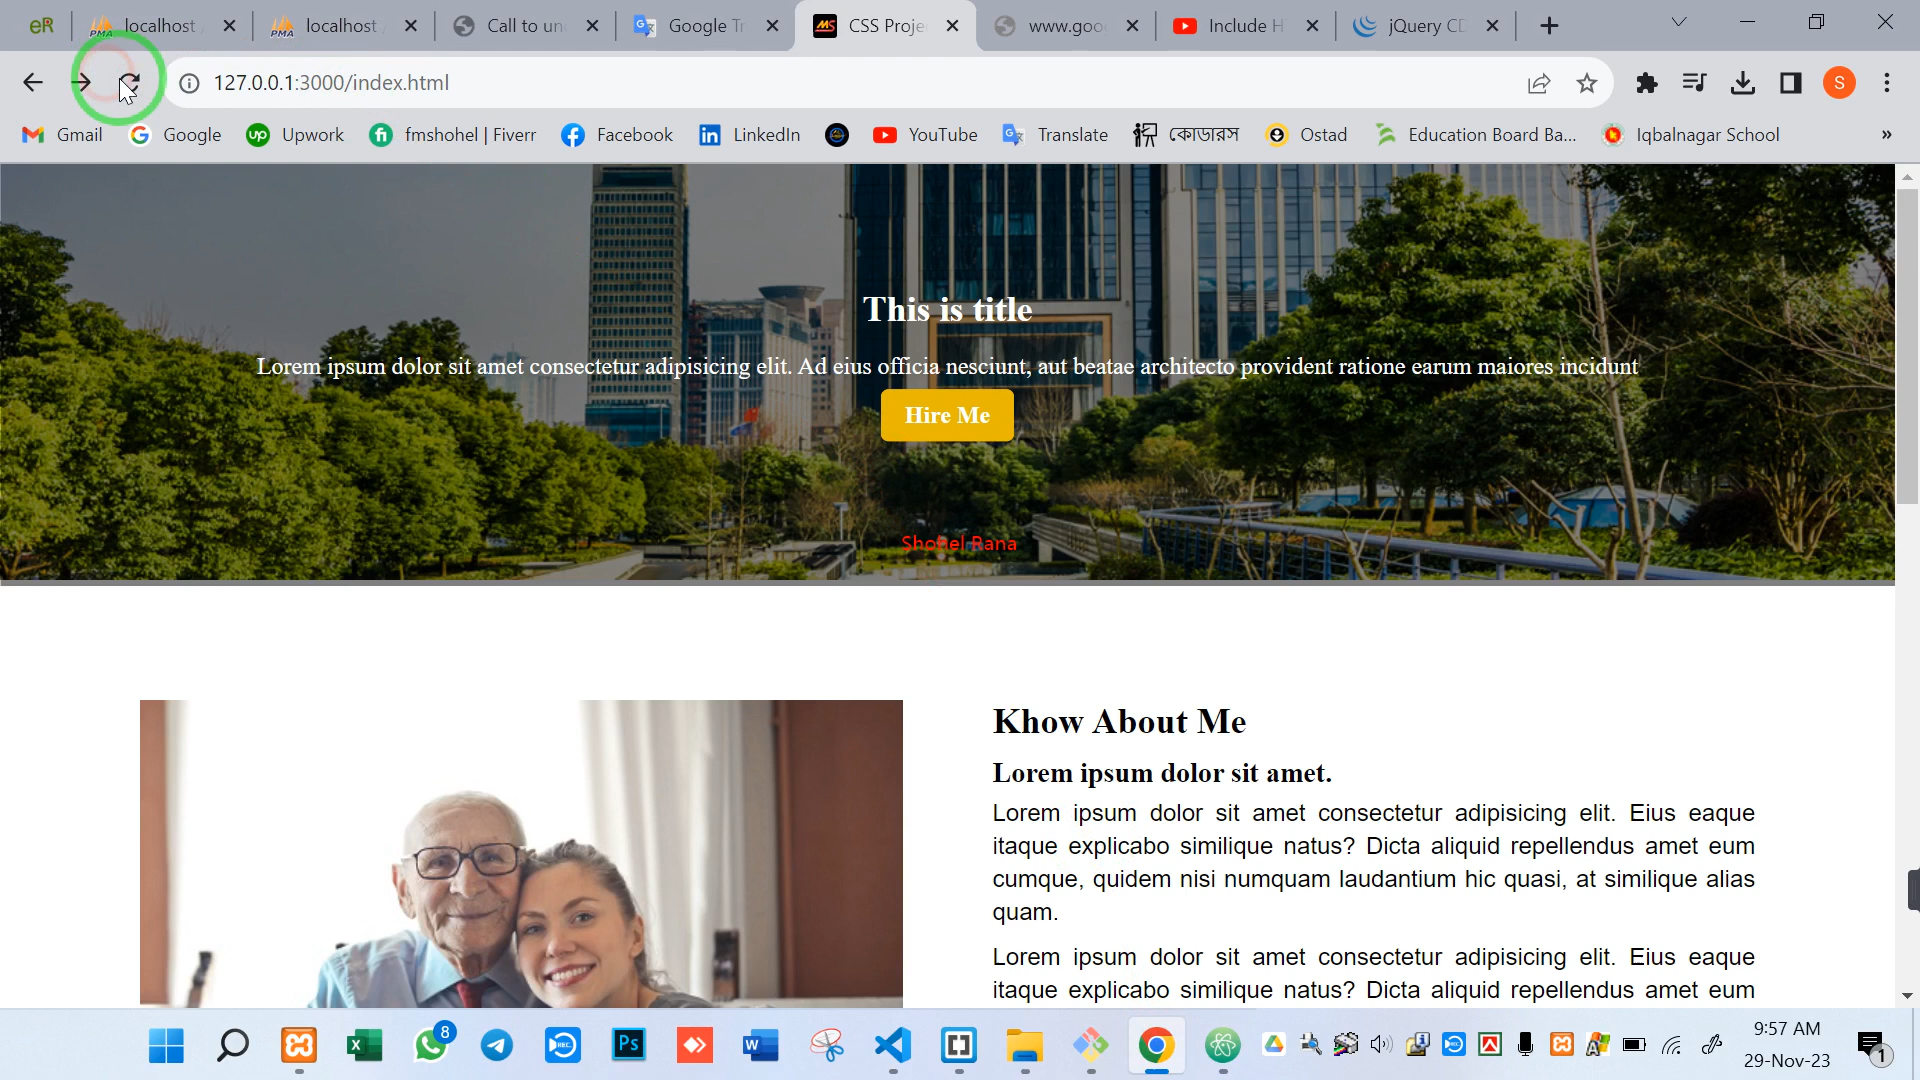 eR
localhost
localhost
Call to un
Google Tr
CSS Proje
www.goo
Include H
jQuery CD
127.0.0.1:3000/index.html
S
Gmail
Google
Upwork
fmshohel | Fiverr
Facebook
LinkedIn
YouTube
Translate
কোডারস
Ostad
Education Board Ba...
Iqbalnagar School
»
This is title
Lorem ipsum dolor sit amet consectetur adipisicing elit. Ad eius officia nesciunt, aut beatae architecto provident ratione earum maiores incidunt
Hire Me
Shohel Rana
Khow About Me
Lorem ipsum dolor sit amet.
Lorem ipsum dolor sit amet consectetur adipisicing elit. Eius eaque
itaque explicabo similique natus? Dicta aliquid repellendus amet eum
cumque, quidem nisi numquam laudantium hic quasi, at similique alias
quam.
Lorem ipsum dolor sit amet consectetur adipisicing elit. Eius eaque
itaque explicabo similique natus? Dicta aliquid repellendus amet eum
8
9:57 AM
29-Nov-23
1